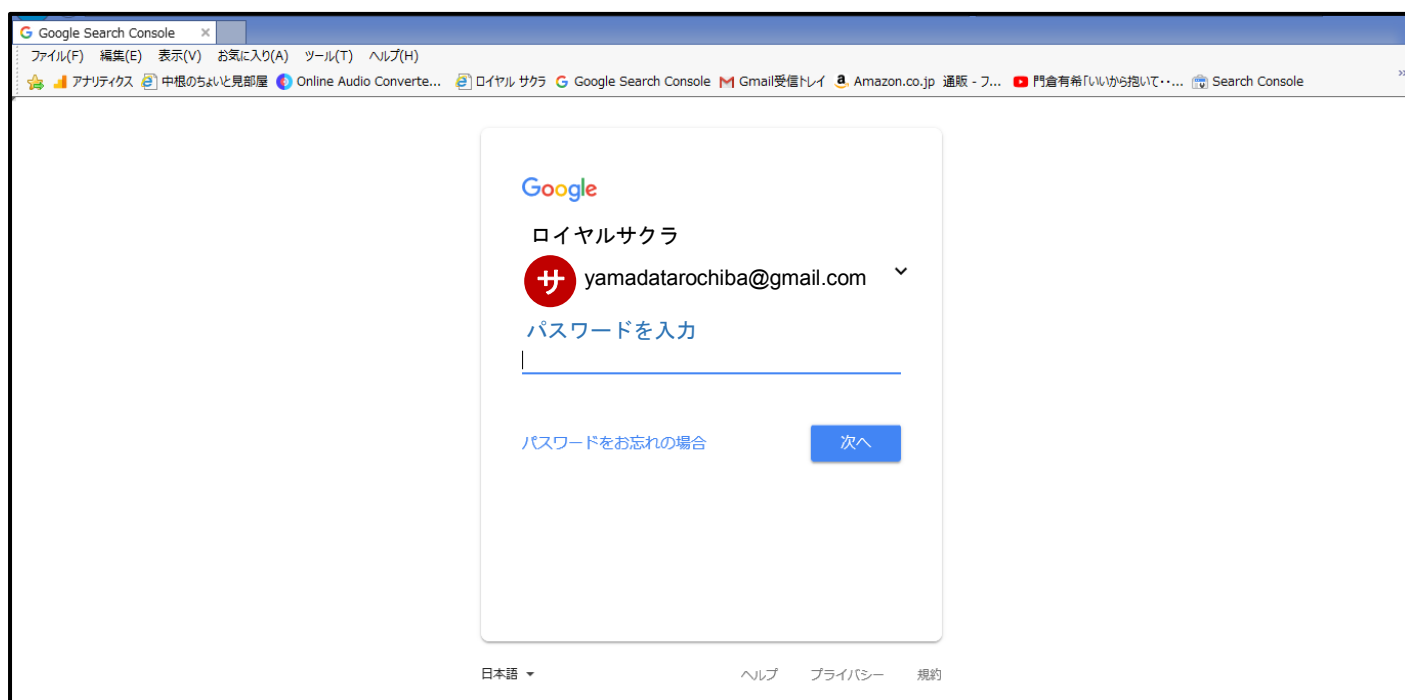 Google Search Console
ファイル(F) 編集(E) 表示(V) お気に入り(A) ツール(T) ヘルプ(H)
アナリティクス 中根のちょいと見部屋 Online Audio Converte... ロイヤル サクラ Google Search Console Gmail受信トレイ Amazon.co.jp 通販 - フ... 門倉有希「いいから抱いて・・... Search Console
Google
ロイヤルサクラ
サ yamadatarochiba@gmail.com
パスワードを入力
パスワードをお忘れの場合 次へ
日本語 ヘルプ プライバシー 規約